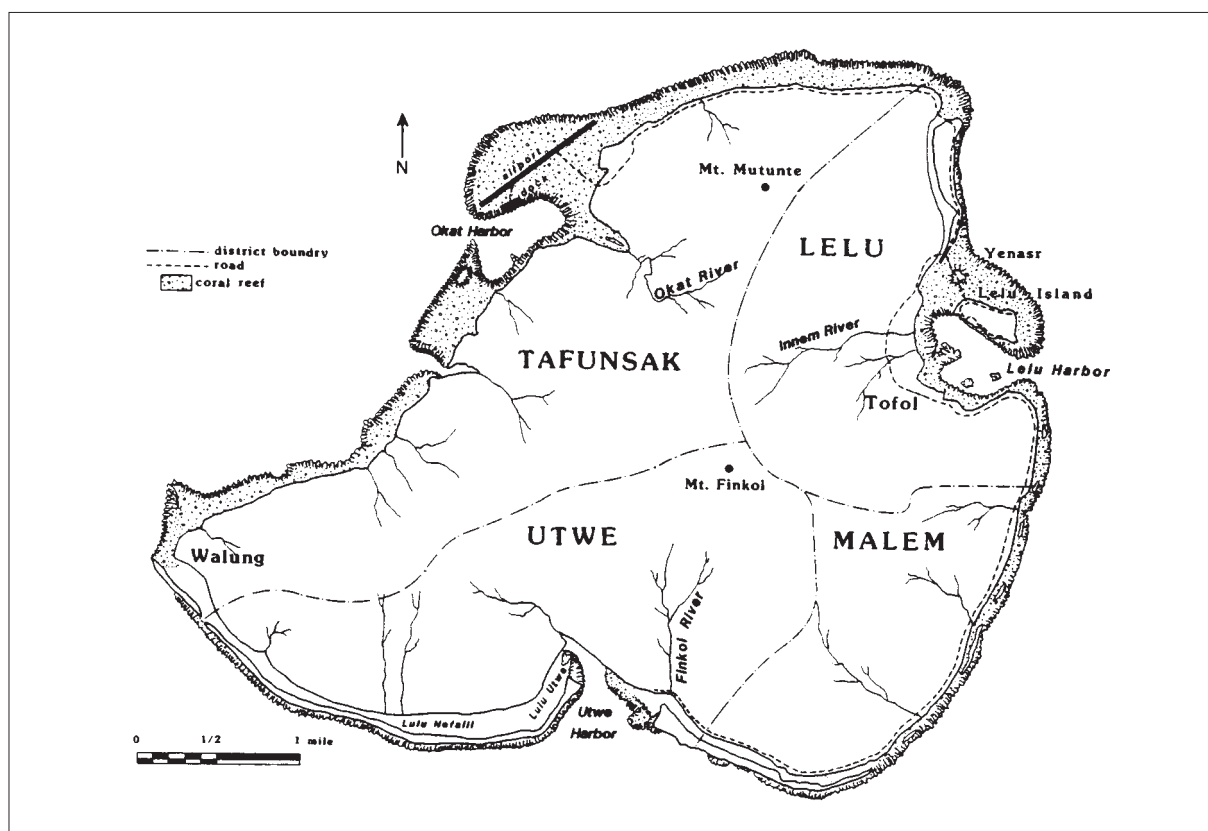 N
Mt. Mutunte
airport
dock
Okat Harbor
district boundry
road
coral reef
LELU
Yenasr
Lelu Island
Okat River
Innem River
TAFUNSAK
Lelu Harbor
Tofol
Mt. Finkol
UTWE
MALEM
Walung
Finkol River
Lulu Utwe
Lulu Nefalil
Utwe
Harbor
0 1/2 1 mile